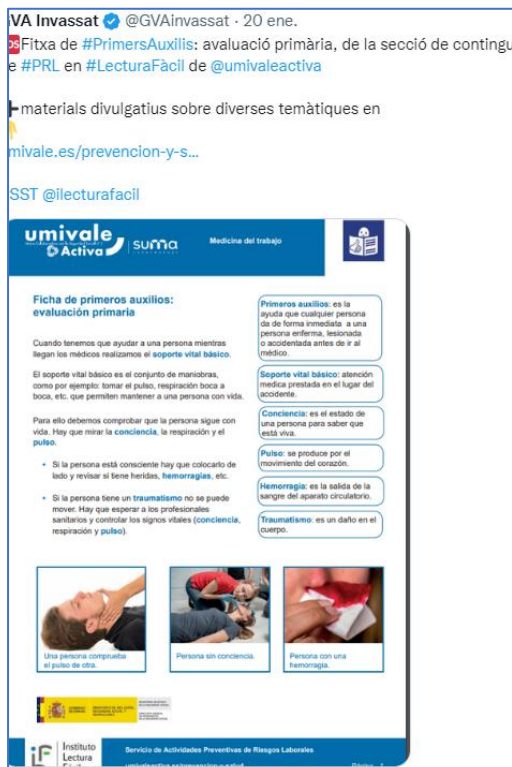 VA Invassat @GVAinvassat · 20 ene.
Fitxa de #PrimersAuxilis: avaluació primària, de la secció de contingu
e #PRL en #LecturaFàcil de @umivaleactiva
materials divulgatius sobre diverses temàtiques en
mivale.es/prevencion-y-s...
SST @ilecturafacil
umivale
Activa
suma
Medicina del trabajo
Ficha de primeros auxilios:
evaluación primaria
Cuando tenemos que ayudar a una persona mientras
llegan los médicos realizamos el soporte vital básico.
El soporte vital básico es el conjunto de maniobras,
como por ejemplo: tomar el pulso, respiración boca a
boca, etc. que permiten mantener a una persona con vida.
Para ello debemos comprobar que la persona sigue con
vida. Hay que mirar la conciencia, la respiración y el
pulso.
• Si la persona está consciente hay que colocarlo de
lado y revisar si tiene heridas, hemorragias, etc.
• Si la persona tiene un traumatismo no se puede
mover. Hay que esperar a los profesionales
sanitarios y controlar los signos vitales (conciencia,
respiración y pulso).
Primeros auxilios: es la
ayuda que cualquier persona
da de forma inmediata a una
persona enferma, lesionada
o accidentada antes de ir al
médico.
Soporte vital básico: atención
medica prestada en el lugar del
accidente.
Conciencia: es el estado de
una persona para saber que
está viva.
Pulso: se produce por el
movimiento del corazón.
Hemorragia: es la salida de la
sangre del aparato circulatorio.
Traumatismo: es un daño en el
cuerpo.
Una persona comprueba
el pulso de otra.
Persona sin conciencia.
Persona con una
hemorragia.
Instituto
Lectura
Servicio de Actividades Preventivas de Riesgos Laborales